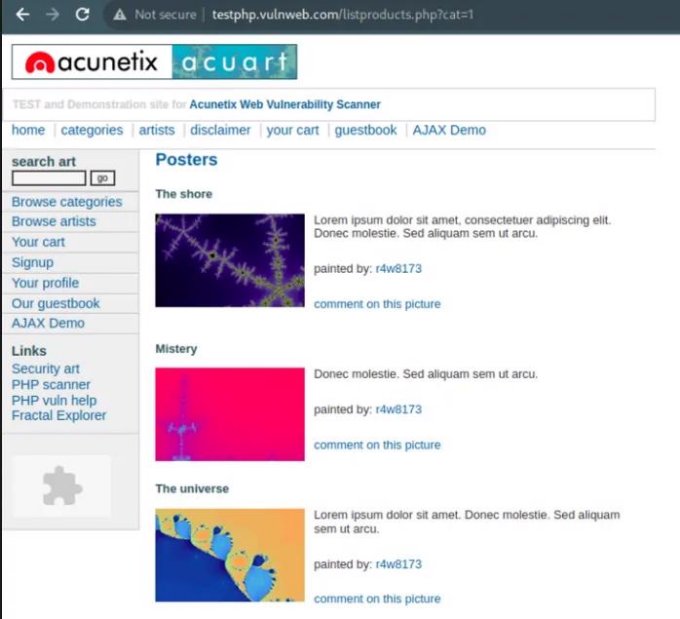 Not secure | testphp.vulnweb.com/listproducts.php?cat=1
acunetix acuart
TEST and Demonstration site for Acunetix Web Vulnerability Scanner
home | categories | artists | disclaimer | your cart | guestbook | AJAX Demo
search art
go
Browse categories
Browse artists
Your cart
Signup
Your profile
Our guestbook
AJAX Demo
Links
Security art
PHP scanner
PHP vuln help
Fractal Explorer
Posters
The shore
Lorem ipsum dolor sit amet, consectetuer adipiscing elit.
Donec molestie. Sed aliquam sem ut arcu.
painted by: r4w8173
comment on this picture
Mistery
Donec molestie. Sed aliquam sem ut arcu.
painted by: r4w8173
comment on this picture
The universe
Lorem ipsum dolor sit amet. Donec molestie. Sed aliquam
sem ut arcu.
painted by: r4w8173
comment on this picture